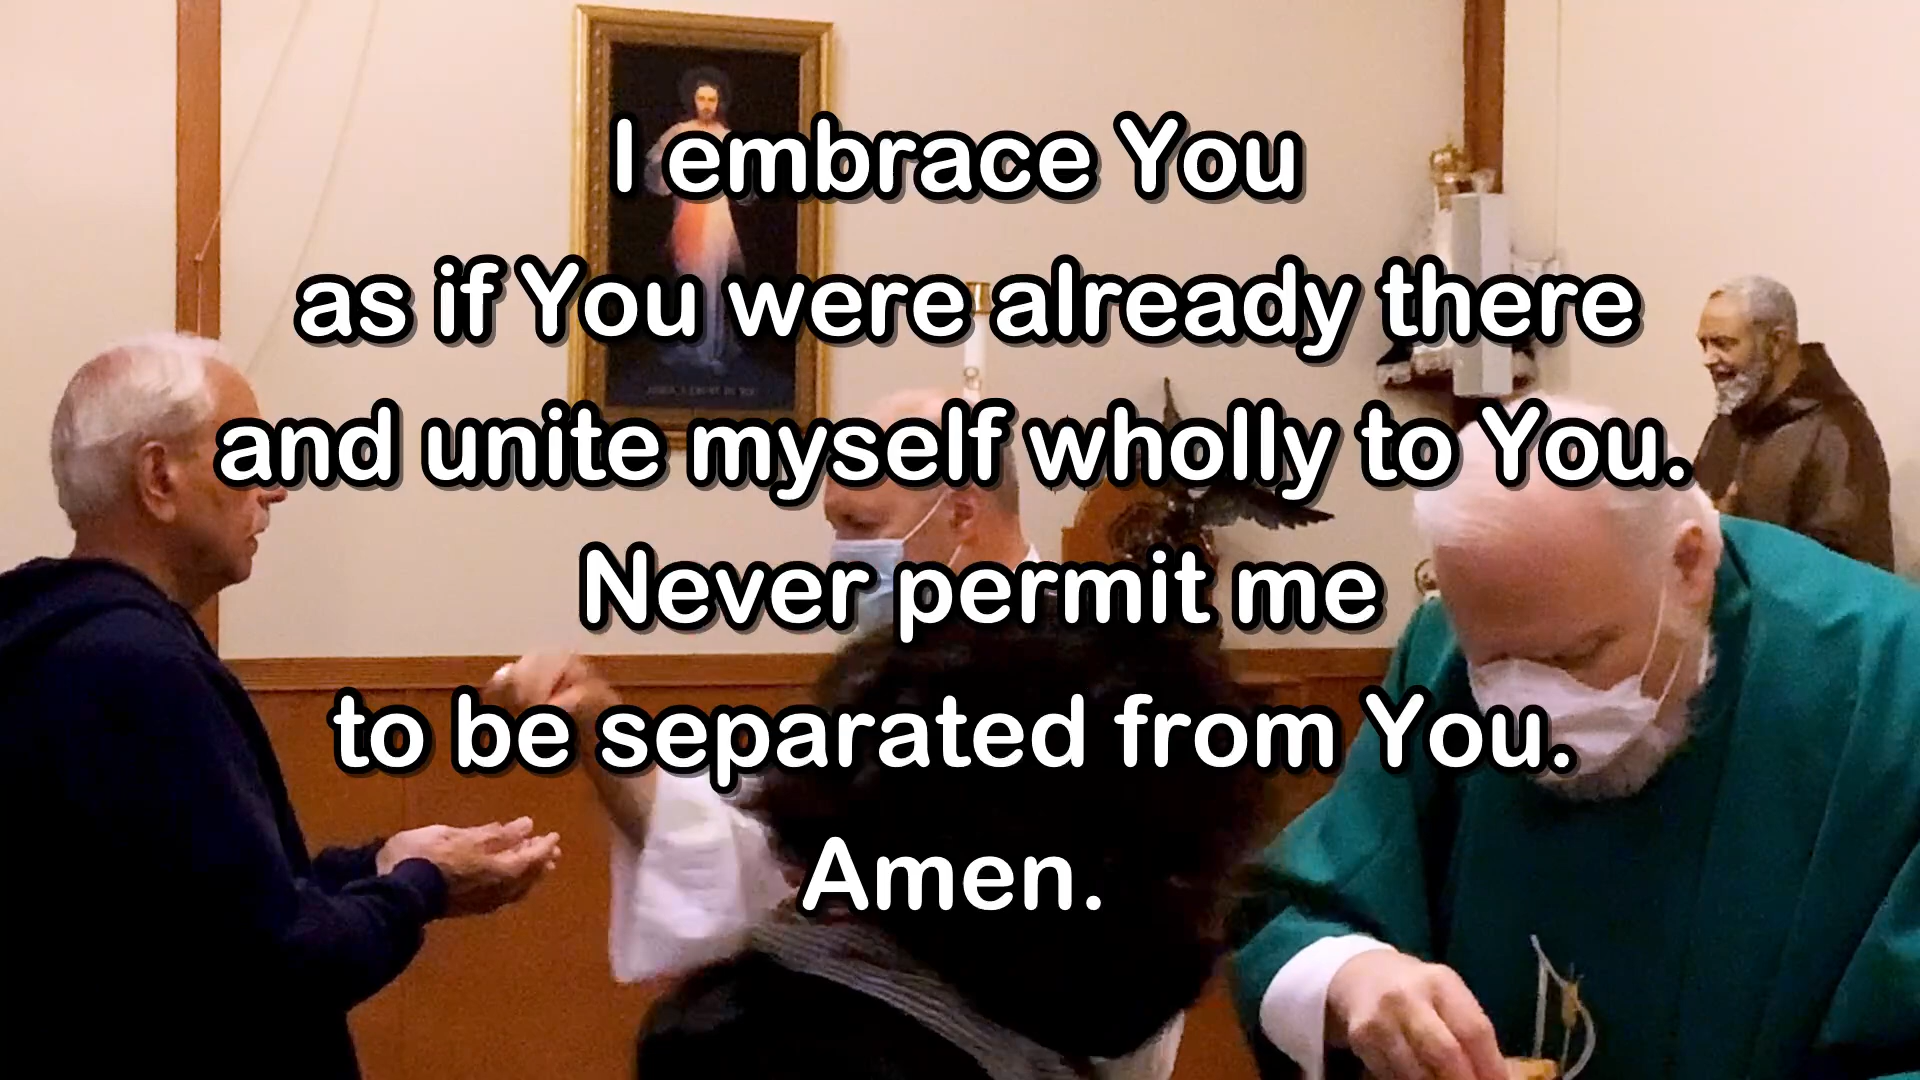 I embrace You
as if You were already there
and unite myself wholly to You.
Never permit me
to be separated from You.
Amen.